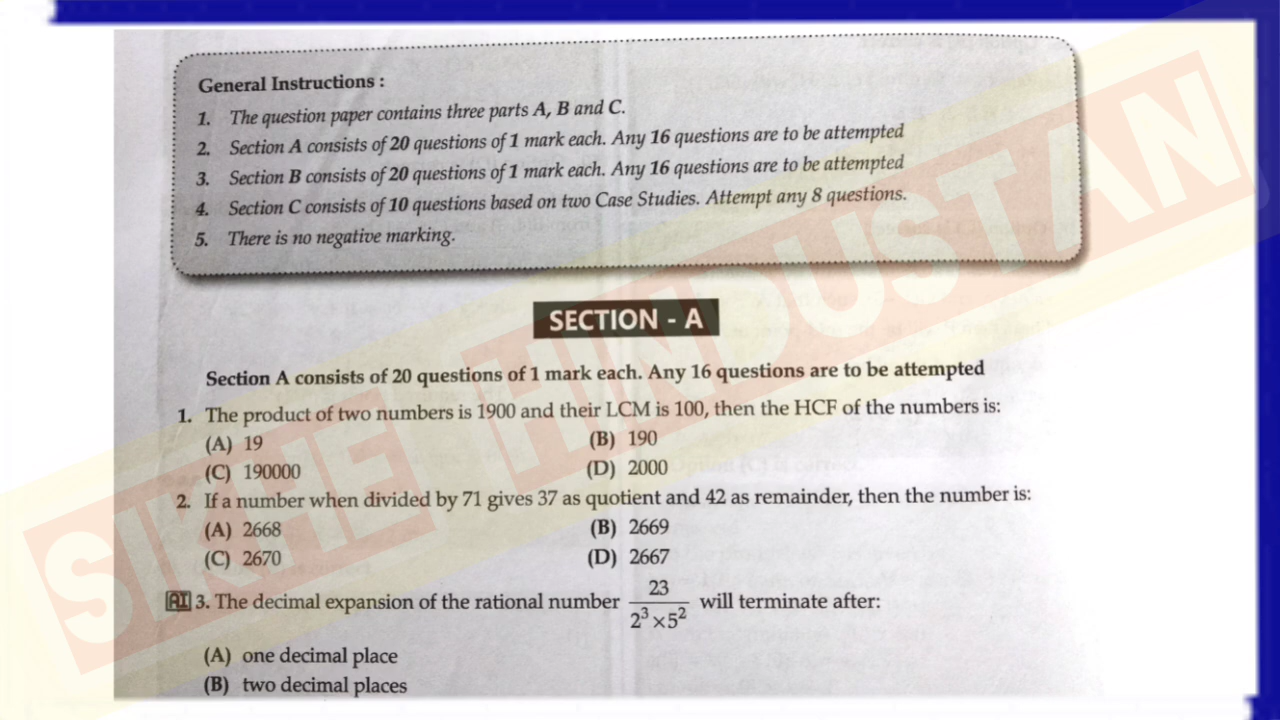 General Instructions :
1. The question paper contains three parts A, B and C.
2. Section A consists of 20 questions of 1 mark each. Any 16 questions are to be attempted
3. Section B consists of 20 questions of 1 mark each. Any 16 questions are to be attempted
4. Section C consists of 10 questions based on two Case Studies. Attempt any 8 questions.
5. There is no negative marking.
SECTION - A
Section A consists of 20 questions of 1 mark each. Any 16 questions are to be attempted
1. The product of two numbers is 1900 and their LCM is 100, then the HCF of the numbers is:
(A) 19 (B) 190
(C) 190000 (D) 2000
2. If a number when divided by 71 gives 37 as quotient and 42 as remainder, then the number is:
(A) 2668 (B) 2669
(C) 2670 (D) 2667
AI 3. The decimal expansion of the rational number 23 / 2³ × 5² will terminate after:
(A) one decimal place
(B) two decimal places
SIKHE HINDUSTAN